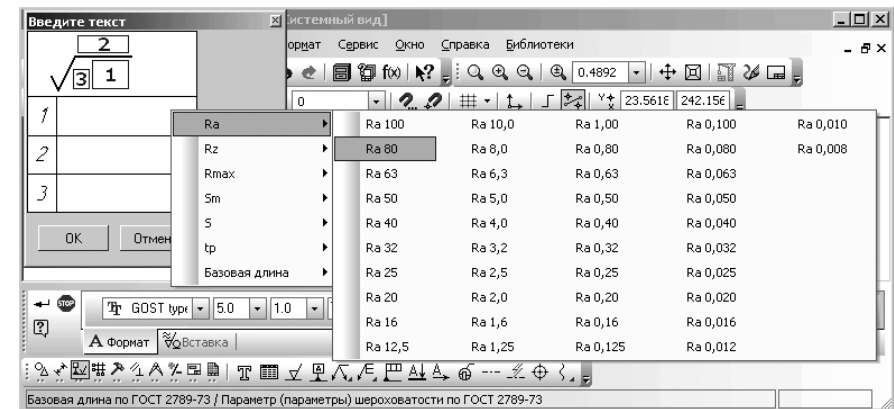 Введите текст
Системный вид]
ормат Сервис Окно Справка Библиотеки
2
3 1
f(x)
0.4892
0
23.5618 242.156
1
2
3
OK Отмен
Ra
Rz
Rmax
Sm
S
tp
Базовая длина
Ra 100 Ra 10,0 Ra 1,00 Ra 0,100 Ra 0,010
Ra 80 Ra 8,0 Ra 0,80 Ra 0,080 Ra 0,008
Ra 63 Ra 6,3 Ra 0,63 Ra 0,063
Ra 50 Ra 5,0 Ra 0,50 Ra 0,050
Ra 40 Ra 4,0 Ra 0,40 Ra 0,040
Ra 32 Ra 3,2 Ra 0,32 Ra 0,032
Ra 25 Ra 2,5 Ra 0,25 Ra 0,025
Ra 20 Ra 2,0 Ra 0,20 Ra 0,020
Ra 16 Ra 1,6 Ra 0,16 Ra 0,016
Ra 12,5 Ra 1,25 Ra 0,125 Ra 0,012
STOP GOST type 5.0 1.0
A Формат Вставка
Базовая длина по ГОСТ 2789-73 / Параметр (параметры) шероховатости по ГОСТ 2789-73